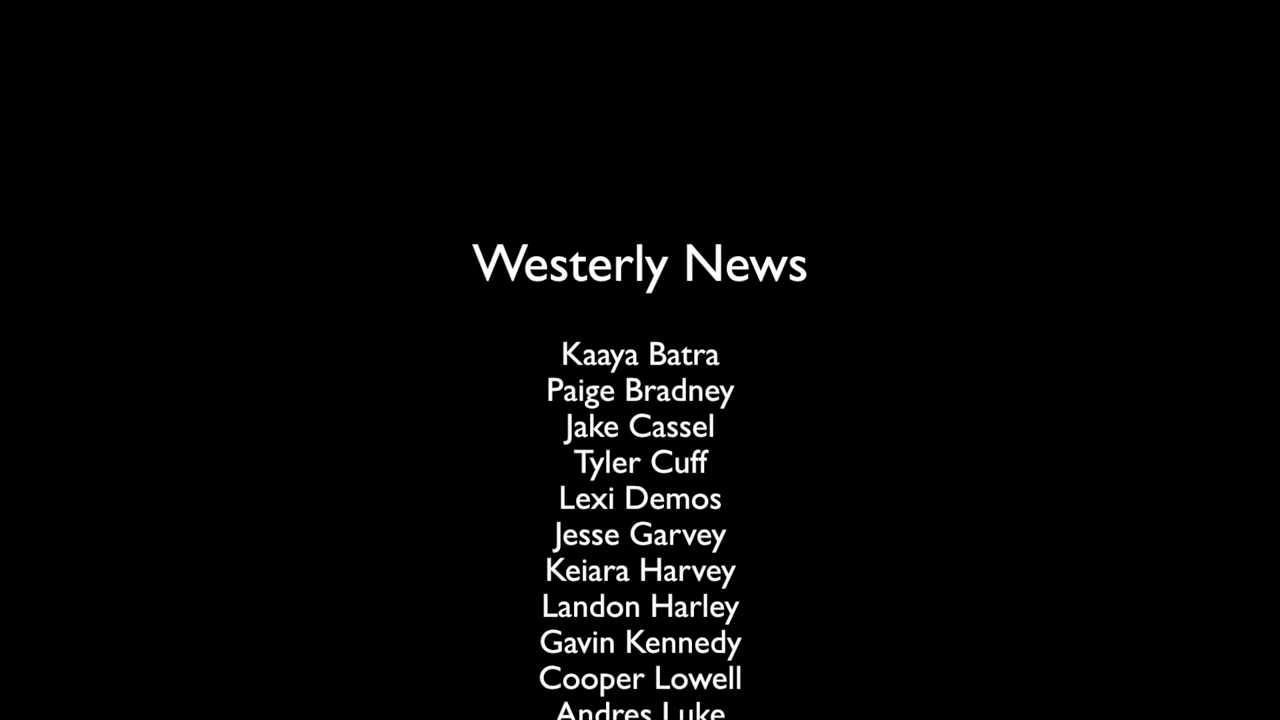 Westerly News
Kaaya Batra
Paige Bradney
Jake Cassel
Tyler Cuff
Lexi Demos
Jesse Garvey
Keiara Harvey
Landon Harley
Gavin Kennedy
Cooper Lowell
Andres Luke